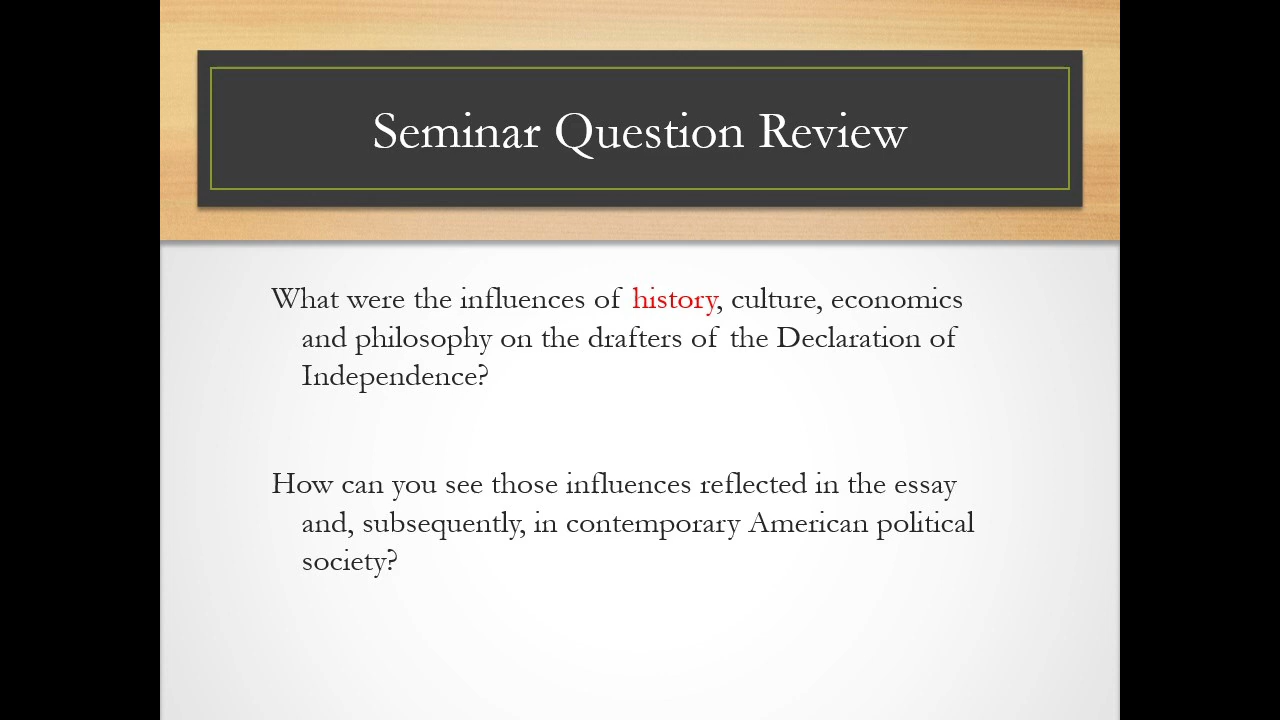 Seminar Question Review
What were the influences of history, culture, economics
and philosophy on the drafters of the Declaration of
Independence?
How can you see those influences reflected in the essay
and, subsequently, in contemporary American political
society?